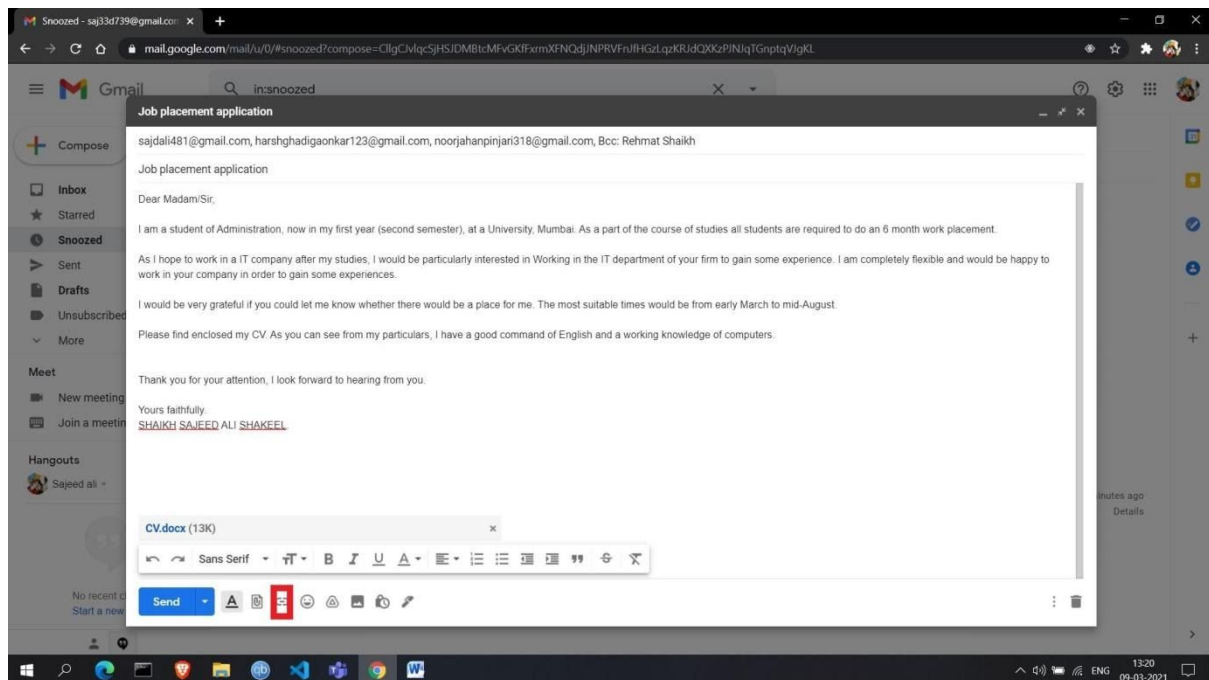 Snoozed - saj33d739@gmail.com
mail.google.com/mail/u/0/#snoozed?compose=
Gmail
in:snoozed
Compose
Inbox
Starred
Snoozed
Sent
Drafts
Unsubscribed
More
Meet
New meeting
Join a meetin
Hangouts
Sajeed ali
No recent c
Start a new
Job placement application
sajdali481@gmail.com, harshghadigaonkar123@gmail.com, noorjahanpinjari318@gmail.com, Bcc: Rehmat Shaikh
Job placement application
Dear Madam/Sir,
I am a student of Administration, now in my first year (second semester), at a University, Mumbai. As a part of the course of studies all students are required to do an 6 month work placement.
As I hope to work in a IT company after my studies, I would be particularly interested in Working in the IT department of your firm to gain some experience. I am completely flexible and would be happy to
work in your company in order to gain some experiences.
I would be very grateful if you could let me know whether there would be a place for me. The most suitable times would be from early March to mid-August.
Please find enclosed my CV. As you can see from my particulars, I have a good command of English and a working knowledge of computers.
Thank you for your attention, I look forward to hearing from you.
Yours faithfully.
SHAIKH SAJEED ALI SHAKEEL
CV.docx (13K)
Sans Serif
Send
inutes ago
Details
ENG
13:20
09-03-2021